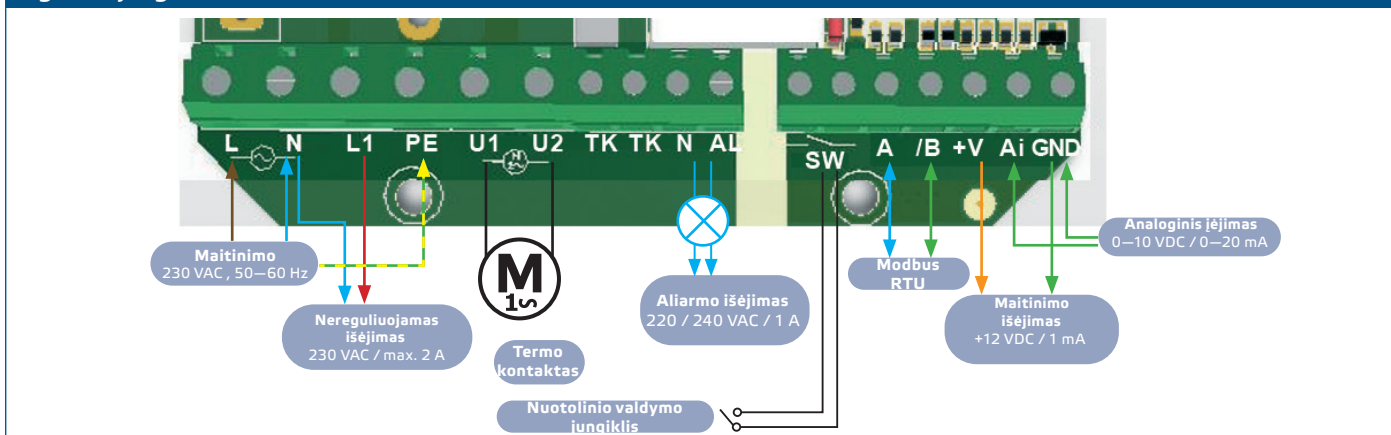 L N L1 PE U1 U2 TK TK N AL SW A /B +V Ai GND
Maitinimo
230 VAC , 50—60 Hz
Nereguliuojamas
išėjimas
230 VAC / max. 2 A
M
1~
Termo
kontaktas
Nuotolinio valdymo
jungiklis
Aliarmo išėjimas
220 / 240 VAC / 1 A
Modbus
RTU
Analoginis įėjimas
0—10 VDC / 0—20 mA
Maitinimo
išėjimas
+12 VDC / 1 mA